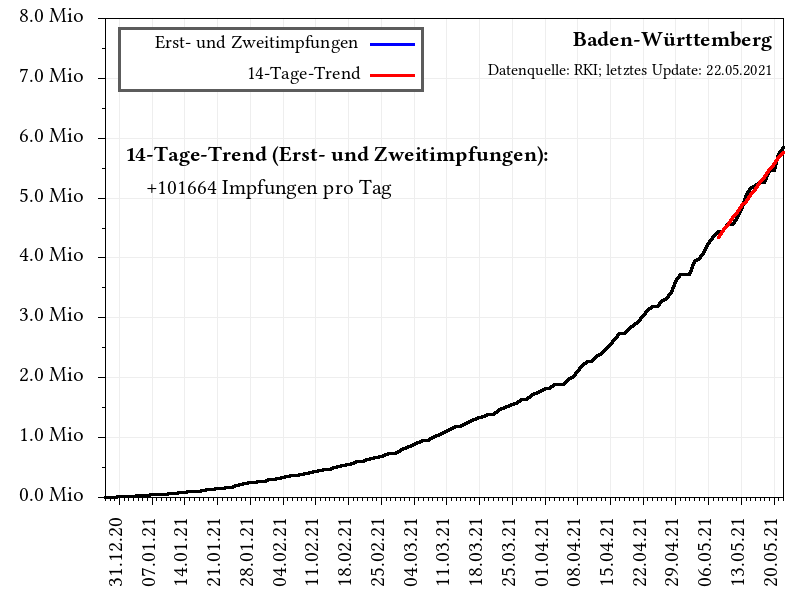 8.0 Mio
7.0 Mio
6.0 Mio
5.0 Mio
4.0 Mio
3.0 Mio
2.0 Mio
1.0 Mio
0.0 Mio
Erst- und Zweitimpfungen
14-Tage-Trend
Baden-Württemberg
Datenquelle: RKI; letztes Update: 22.05.2021
14-Tage-Trend (Erst- und Zweitimpfungen):
+101664 Impfungen pro Tag
31.12.20
07.01.21
14.01.21
21.01.21
28.01.21
04.02.21
11.02.21
18.02.21
25.02.21
04.03.21
11.03.21
18.03.21
25.03.21
01.04.21
08.04.21
15.04.21
22.04.21
29.04.21
06.05.21
13.05.21
20.05.21